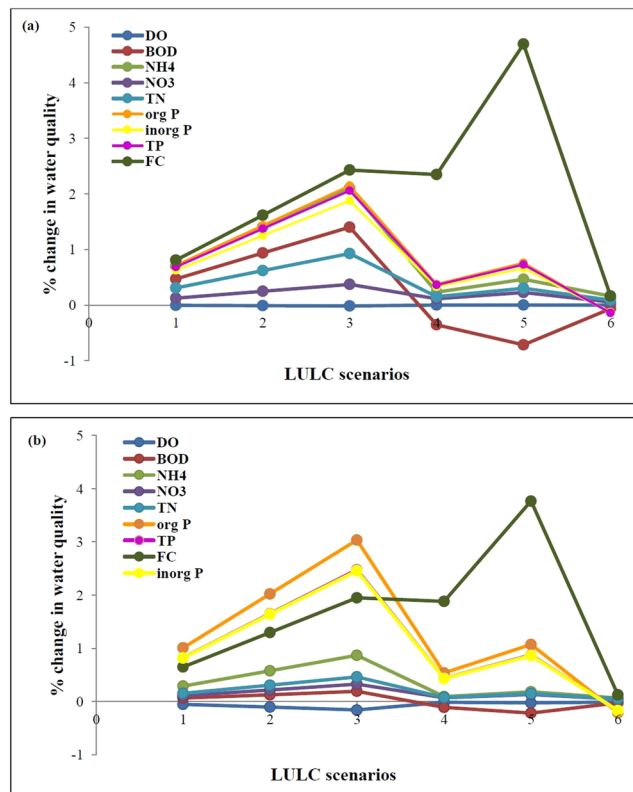 (a)
5
4
3
2
1
0
-1
% change in water quality
DO
BOD
NH4
NO3
TN
org P
inorg P
TP
FC
0 1 2 3 4 5 6
LULC scenarios
(b)
5
4
3
2
1
0
-1
% change in water quality
DO
BOD
NH4
NO3
TN
org P
TP
FC
inorg P
0 1 2 3 4 5 6
LULC scenarios